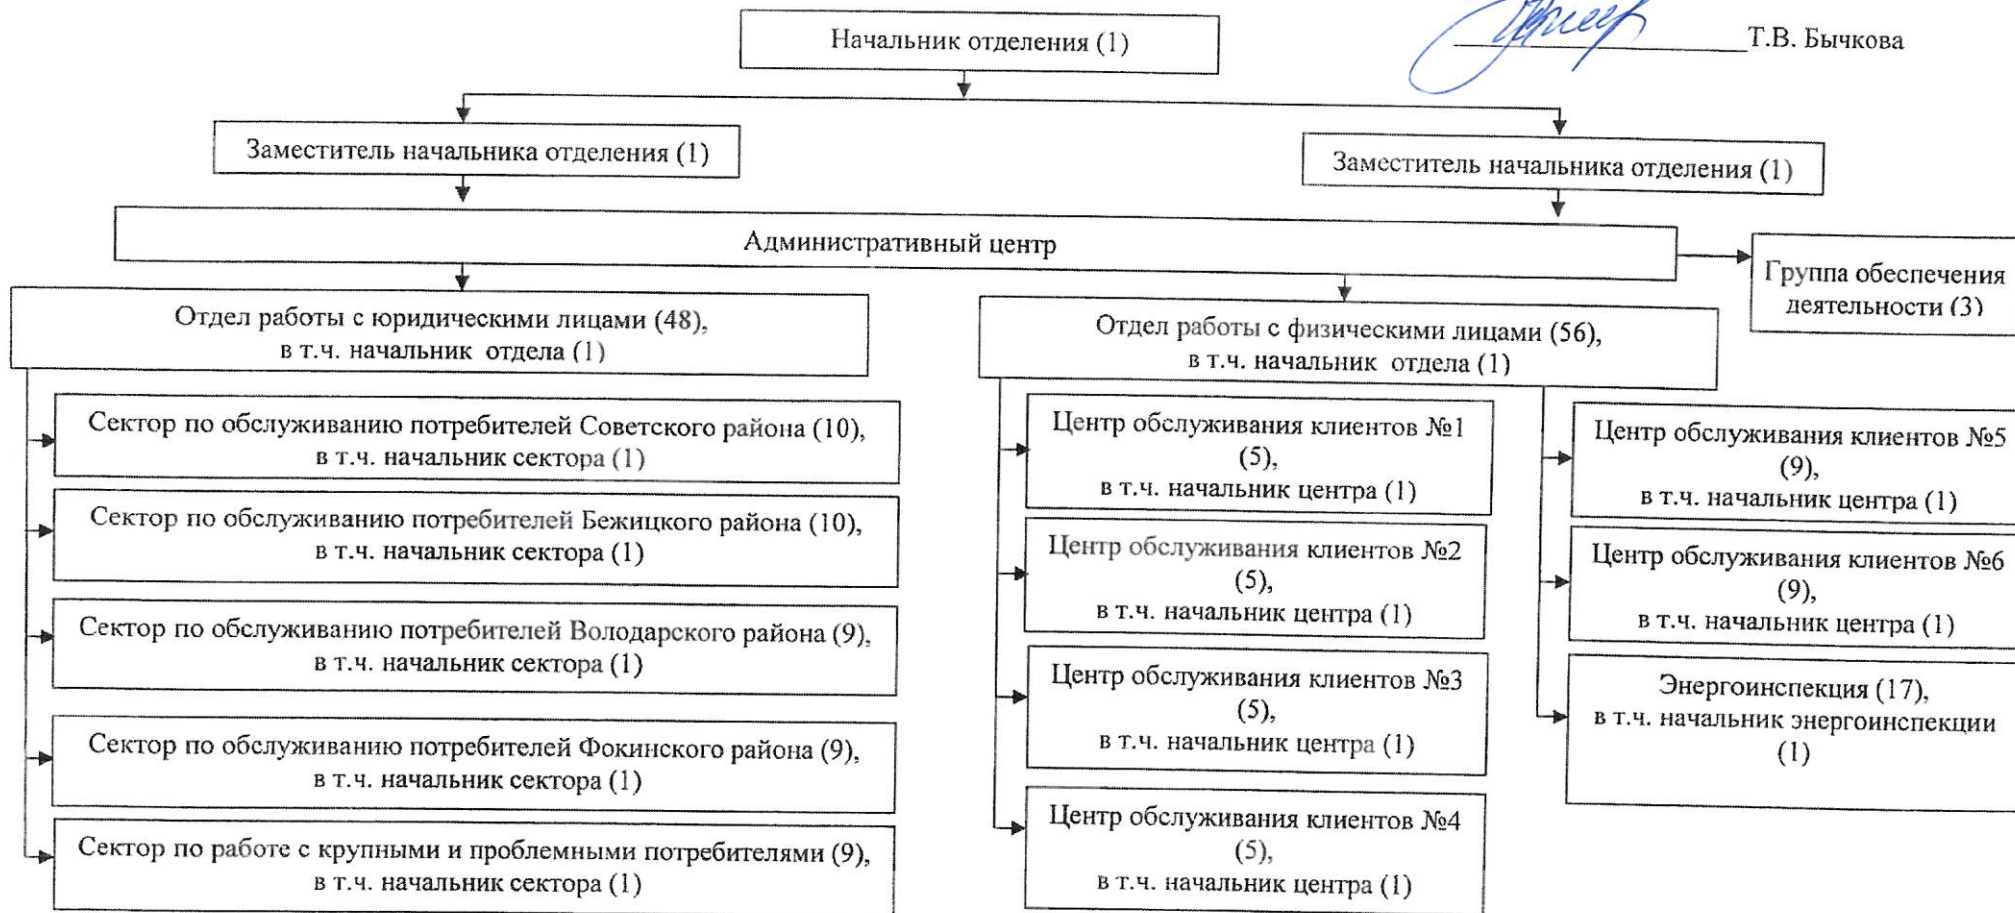 Т.В. Бычкова
Начальник отделения (1)
Заместитель начальника отделения (1)
Заместитель начальника отделения (1)
Административный центр
Группа обеспечения
деятельности (3)
Отдел работы с юридическими лицами (48),
в т.ч. начальник отдела (1)
Отдел работы с физическими лицами (56),
в т.ч. начальник отдела (1)
Сектор по обслуживанию потребителей Советского района (10),
в т.ч. начальник сектора (1)
Сектор по обслуживанию потребителей Бежицкого района (10),
в т.ч. начальник сектора (1)
Сектор по обслуживанию потребителей Володарского района (9),
в т.ч. начальник сектора (1)
Сектор по обслуживанию потребителей Фокинского района (9),
в т.ч. начальник сектора (1)
Сектор по работе с крупными и проблемными потребителями (9),
в т.ч. начальник сектора (1)
Центр обслуживания клиентов №1
(5),
в т.ч. начальник центра (1)
Центр обслуживания клиентов №2
(5),
в т.ч. начальник центра (1)
Центр обслуживания клиентов №3
(5),
в т.ч. начальник центра (1)
Центр обслуживания клиентов №4
(5),
в т.ч. начальник центра (1)
Центр обслуживания клиентов №5
(9),
в т.ч. начальник центра (1)
Центр обслуживания клиентов №6
(9),
в т.ч. начальник центра (1)
Энергоинспекция (17),
в т.ч. начальник энергоинспекции
(1)